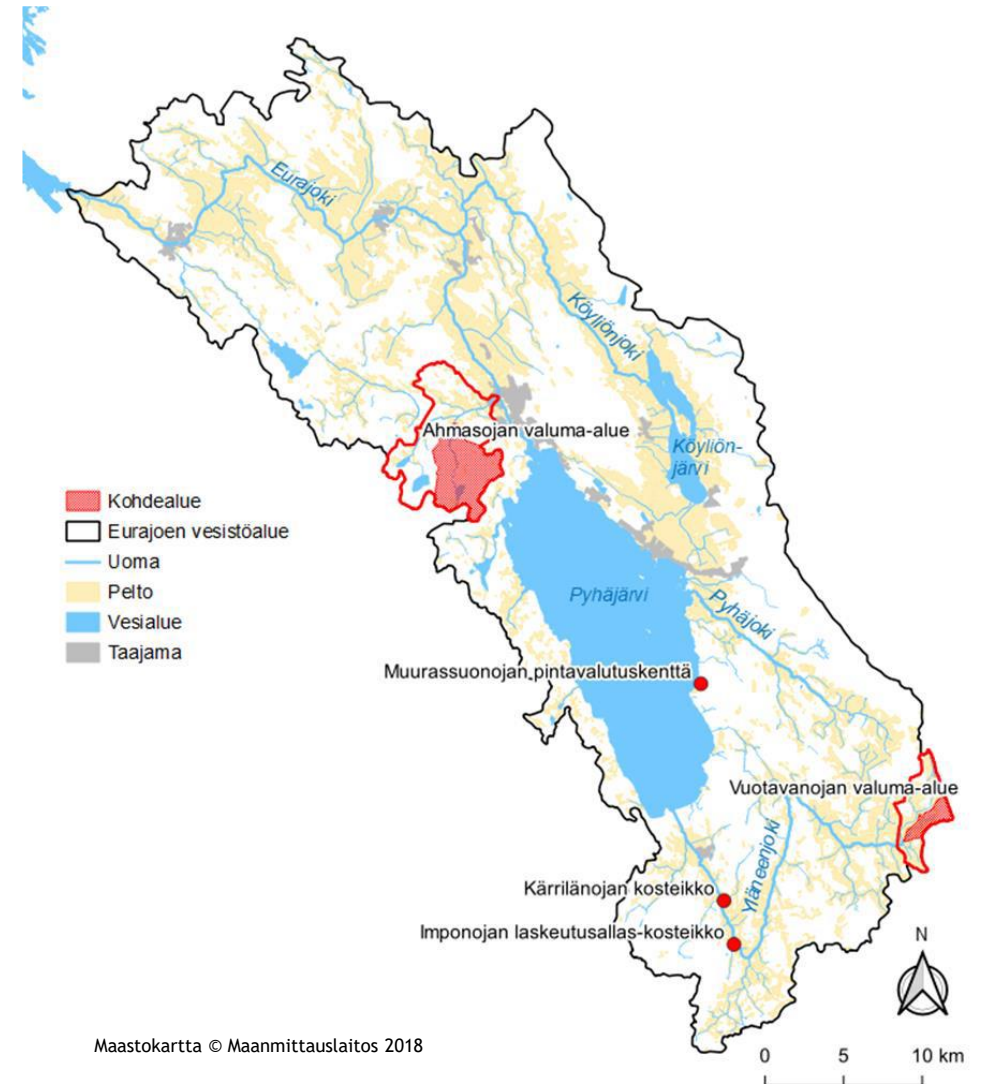 Eurajoki
Köyliönjoki
Ahmasojan valuma-alue
Köyliön-
järvi
Kohdealue
Eurajoen vesistöalue
Uoma
Pelto
Vesialue
Taajama
Pyhäjärvi
Pyhäjoki
Muurassuonojan pintavalutuskenttä
Vuotavanojan valuma-alue
Yläneenjoki
Kärrilänojan kosteikko
Imponojan laskeutusallas-kosteikko
N
Maastokartta © Maanmittauslaitos 2018
0 5 10 km